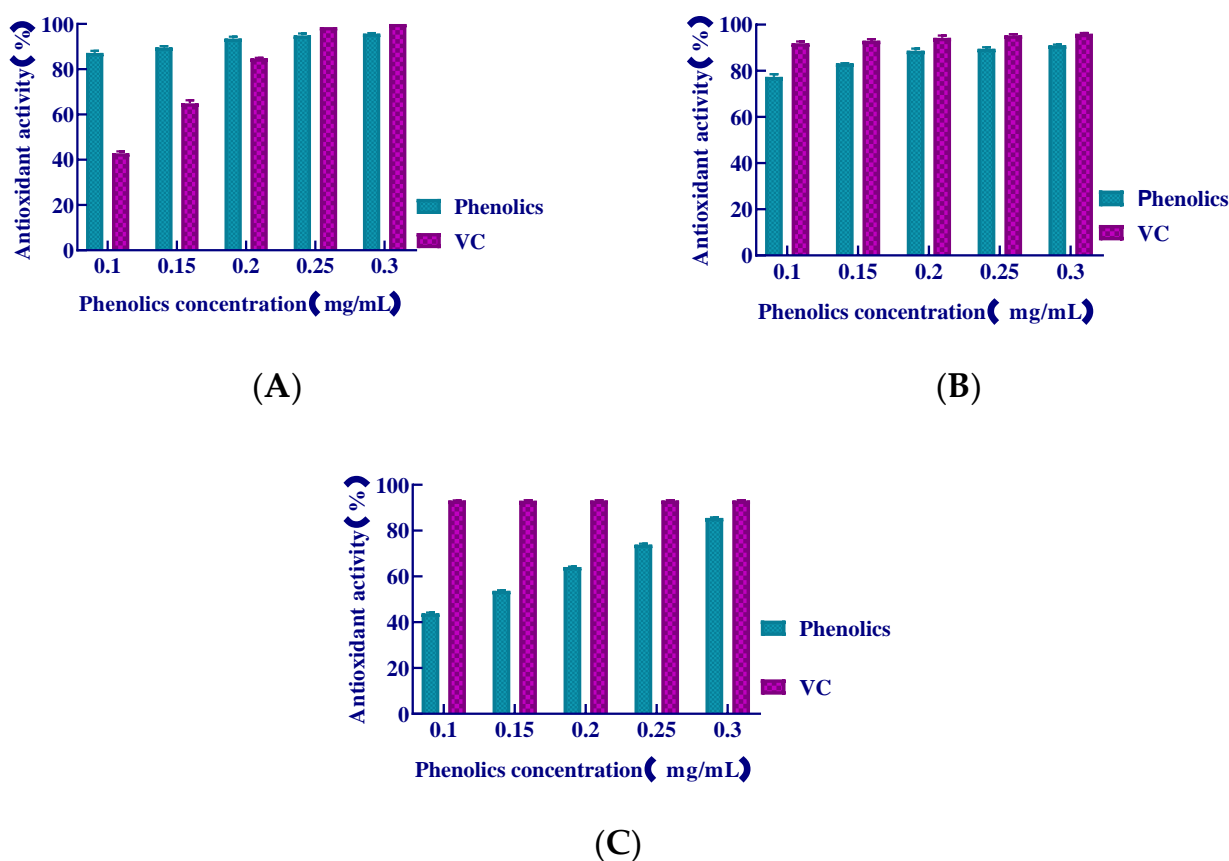 Antioxidant activity(%)
100
80
60
40
20
0
0.1 0.15 0.2 0.25 0.3
Phenolics concentration( mg/mL)
Phenolics
VC
(A)
Antioxidant activity(%)
100
80
60
40
20
0
0.1 0.15 0.2 0.25 0.3
Phenolics concentration( mg/mL)
Phenolics
VC
(B)
Antioxidant activity(%)
100
80
60
40
20
0
0.1 0.15 0.2 0.25 0.3
Phenolics concentration( mg/mL)
Phenolics
VC
(C)